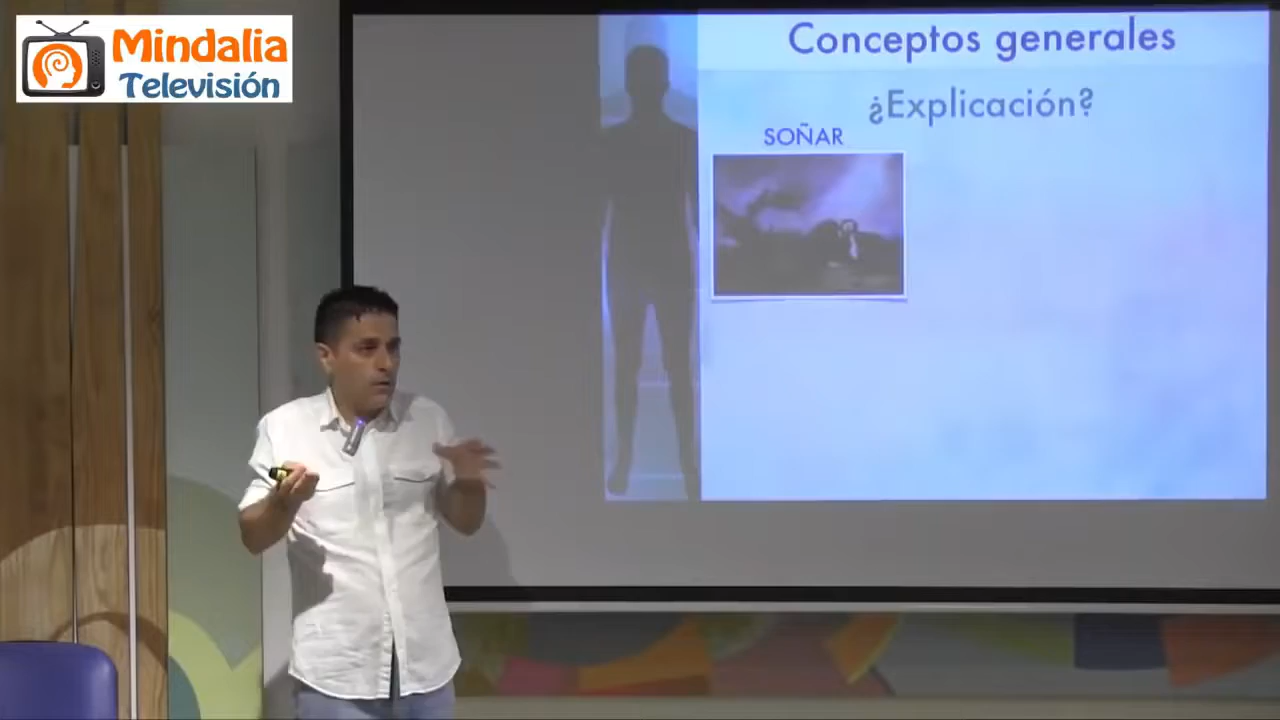 Mindalia
Televisión
Conceptos generales
¿Explicación?
SOÑAR